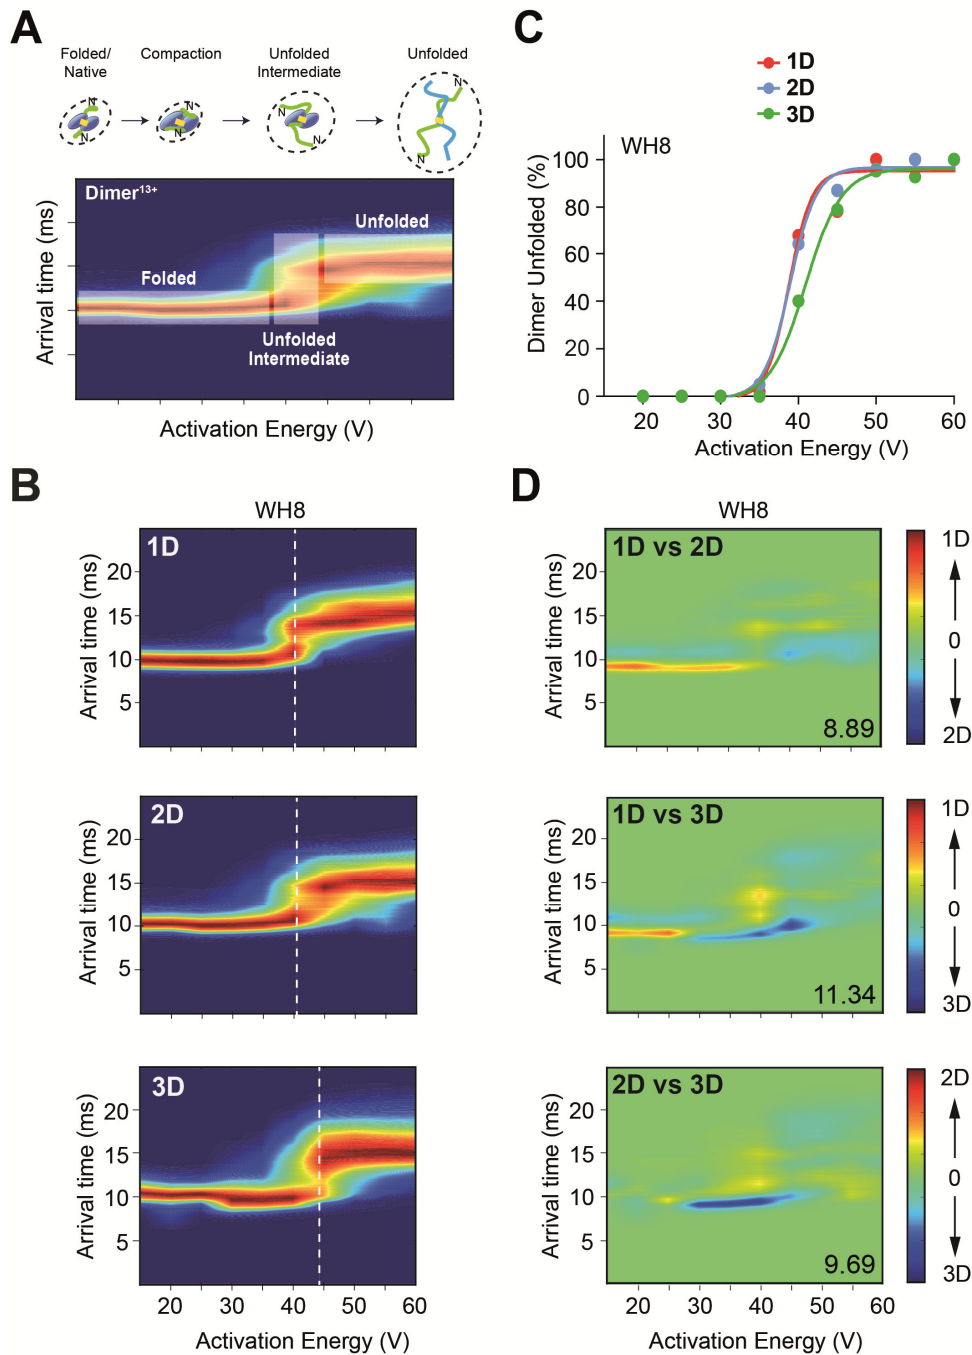 A
Folded/
Native
Compaction
Unfolded
Intermediate
Unfolded
N
N
N
N
N
N
N
Dimer13+
Unfolded
Folded
Unfolded
Intermediate
Arrival time (ms)
Activation Energy (V)
C
1D
2D
3D
WH8
100
80
60
40
20
0
Dimer Unfolded (%)
20
30
40
50
60
Activation Energy (V)
B
WH8
1D
20
15
10
5
Arrival time (ms)
2D
20
15
10
5
Arrival time (ms)
3D
20
15
10
5
Arrival time (ms)
20
30
40
50
60
Activation Energy (V)
D
WH8
1D vs 2D
20
15
10
5
Arrival time (ms)
8.89
1D
0
2D
1D vs 3D
20
15
10
5
Arrival time (ms)
11.34
1D
0
3D
2D vs 3D
20
15
10
5
Arrival time (ms)
9.69
2D
0
3D
20
30
40
50
60
Activation Energy (V)